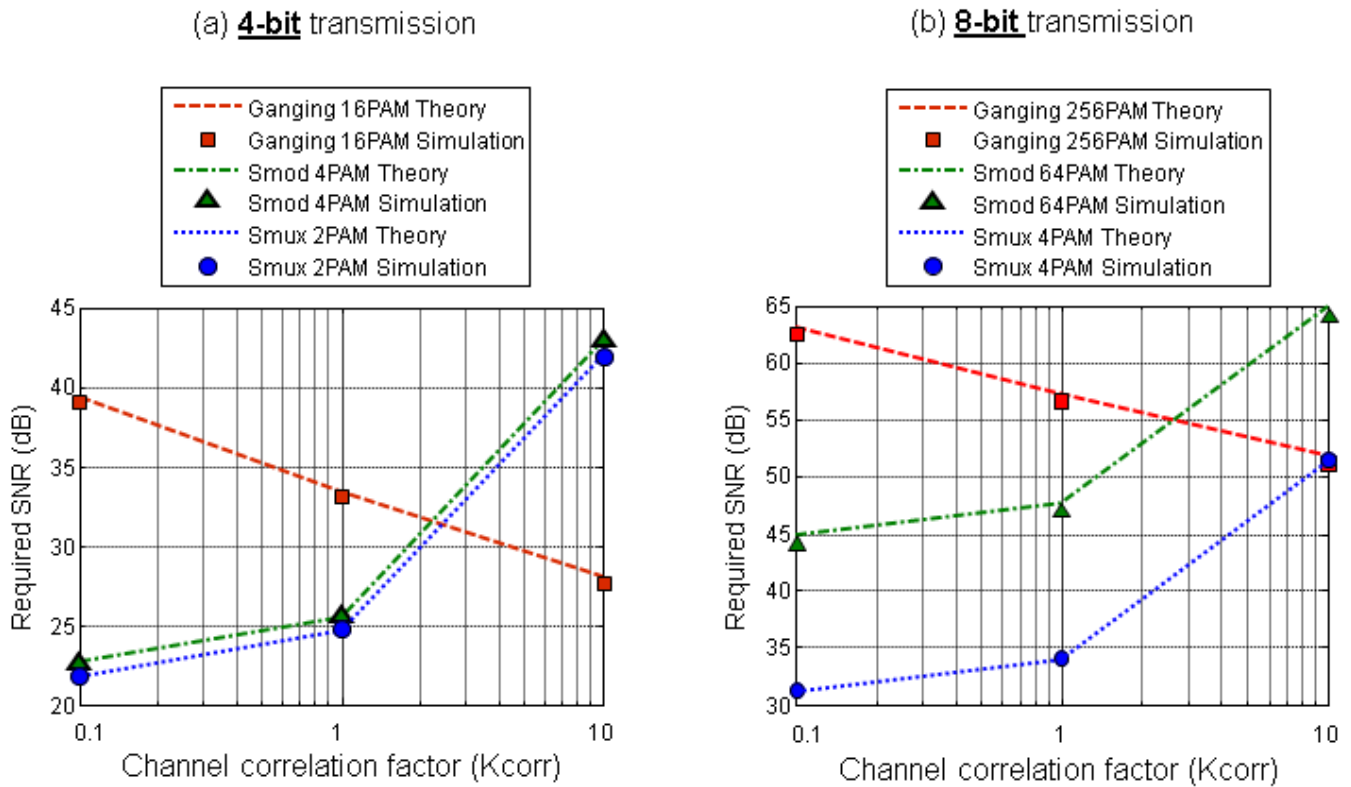 (a) 4-bit transmission
Ganging 16PAM Theory
Ganging 16PAM Simulation
Smod 4PAM Theory
Smod 4PAM Simulation
Smux 2PAM Theory
Smux 2PAM Simulation
45
40
35
30
25
20
0.1
1
10
Required SNR (dB)
Channel correlation factor (Kcorr)
(b) 8-bit transmission
Ganging 256PAM Theory
Ganging 256PAM Simulation
Smod 64PAM Theory
Smod 64PAM Simulation
Smux 4PAM Theory
Smux 4PAM Simulation
65
60
55
50
45
40
35
30
0.1
1
10
Required SNR (dB)
Channel correlation factor (Kcorr)